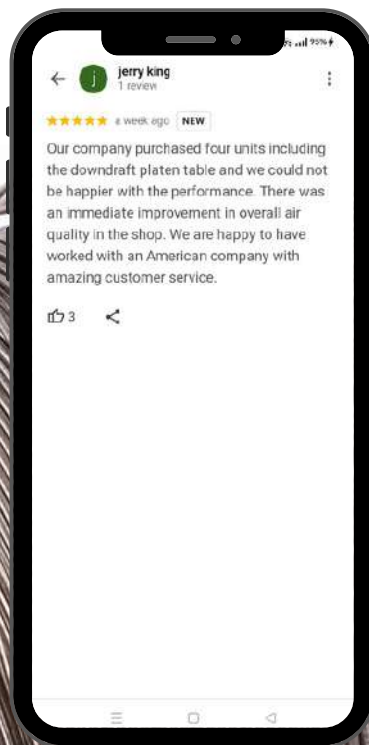 95%
jerry king
1 review
a week ago NEW
Our company purchased four units including
the downdraft platen table and we could not
be happier with the performance. There was
an immediate improvement in overall air
quality in the shop. We are happy to have
worked with an American company with
amazing customer service.
3